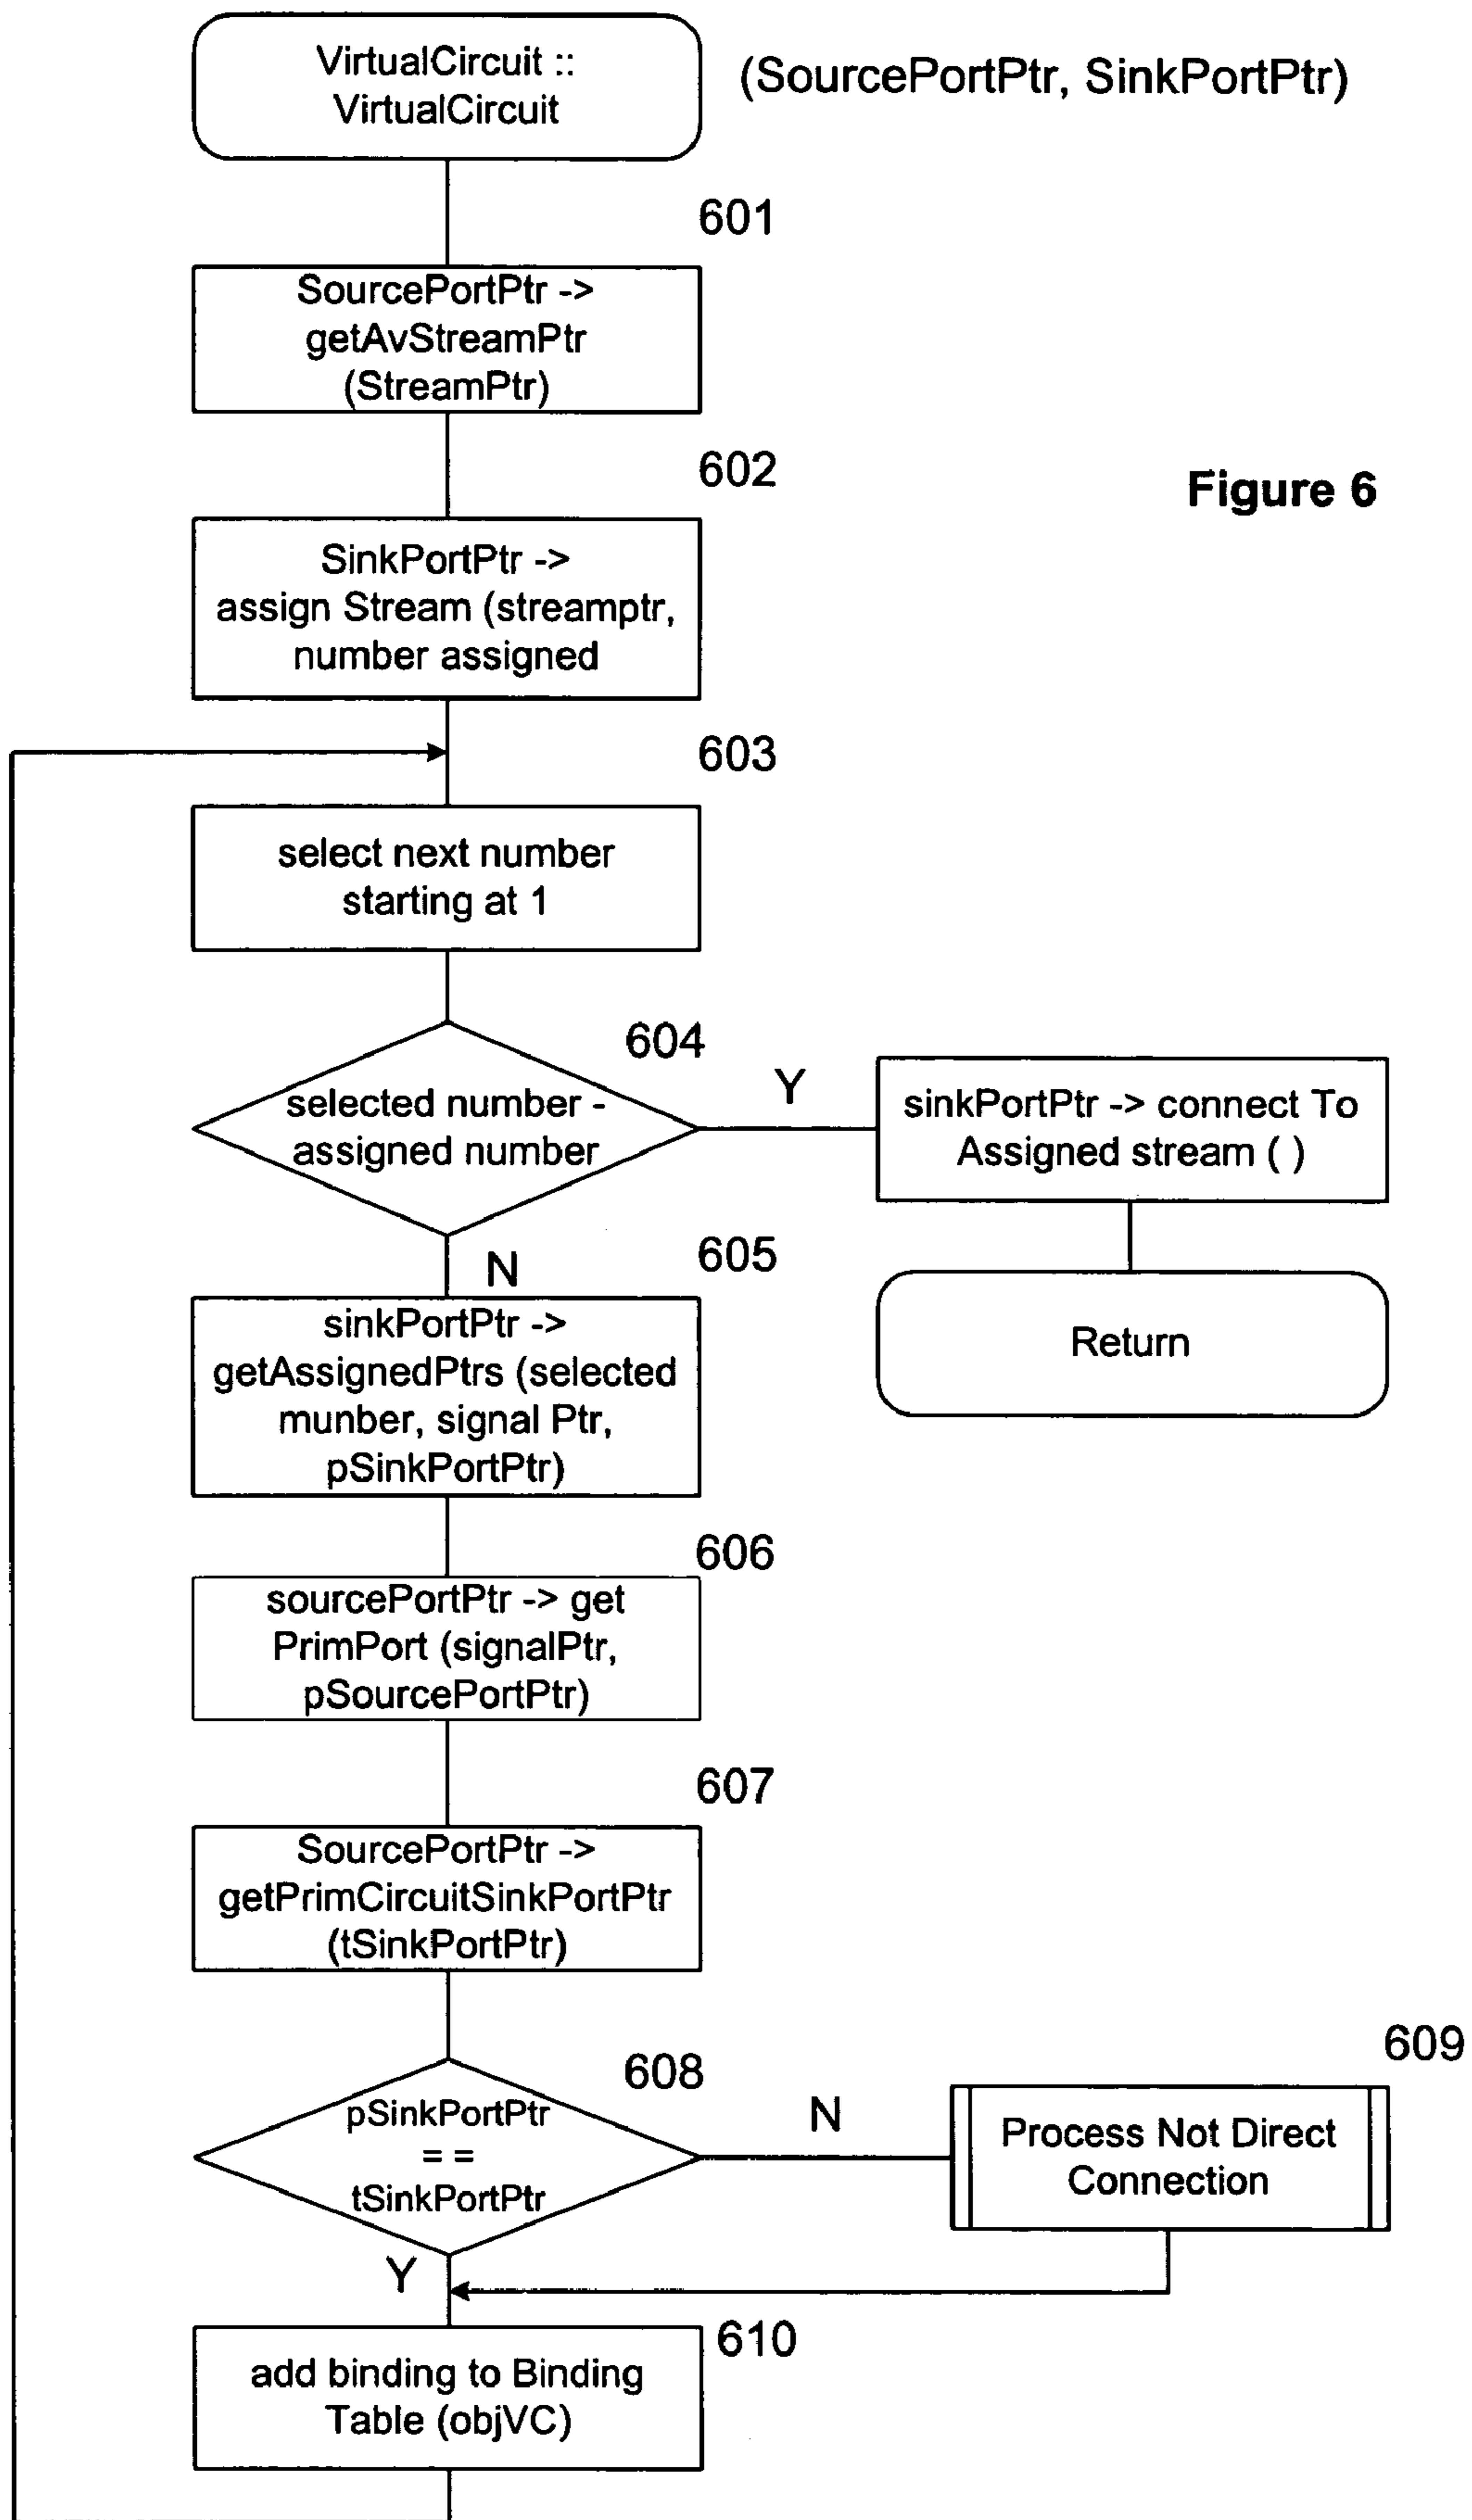 VirtualCircuit ::
VirtualCircuit
(SourcePortPtr, SinkPortPtr)
601
SourcePortPtr ->
getAvStreamPtr
(StreamPtr)
602
Figure 6
SinkPortPtr ->
assign Stream (streamptr,
number assigned
603
select next number
starting at 1
604
selected number -
assigned number
Y
sinkPortPtr -> connect To
Assigned stream ( )
Return
N
605
sinkPortPtr ->
getAssignedPtrs (selected
munber, signal Ptr,
pSinkPortPtr)
606
sourcePortPtr -> get
PrimPort (signalPtr,
pSourcePortPtr)
607
SourcePortPtr ->
getPrimCircuitSinkPortPtr
(tSinkPortPtr)
608
pSinkPortPtr
= =
tSinkPortPtr
N
609
Process Not Direct
Connection
Y
610
add binding to Binding
Table (objVC)